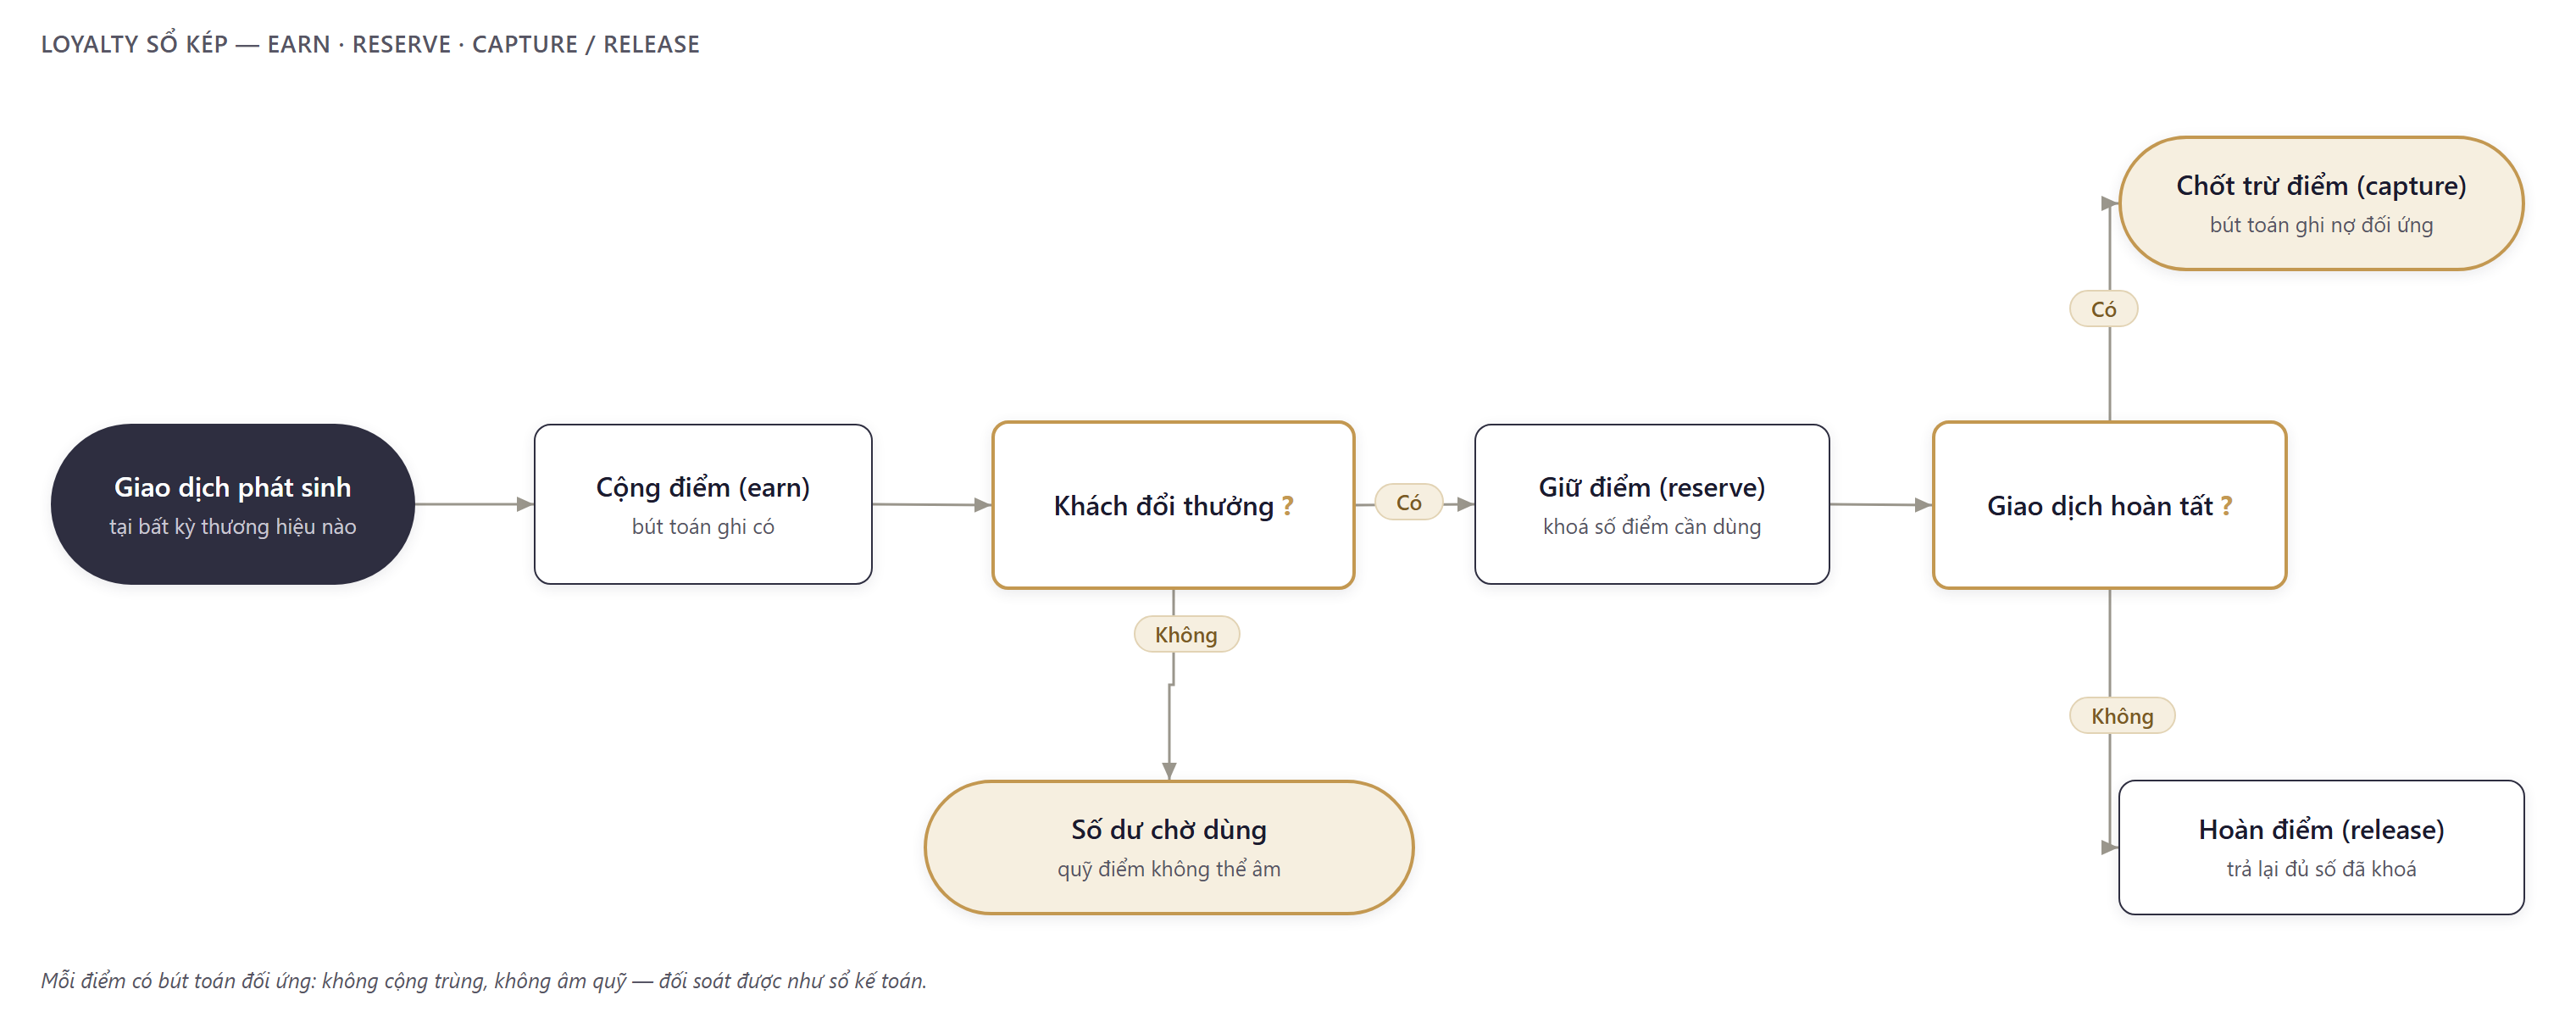 LOYALTY SỔ KÉP — EARN · RESERVE · CAPTURE / RELEASE
Chốt trừ điểm (capture)
bút toán ghi nợ đối ứng
Có
Giao dịch phát sinh
tại bất kỳ thương hiệu nào
Cộng điểm (earn)
bút toán ghi có
Khách đổi thưởng ?
Có
Giữ điểm (reserve)
khoá số điểm cần dùng
Giao dịch hoàn tất ?
Không
Không
Số dư chờ dùng
quỹ điểm không thể âm
Hoàn điểm (release)
trả lại đủ số đã khoá
Mỗi điểm có bút toán đối ứng: không cộng trùng, không âm quỹ — đối soát được như sổ kế toán.